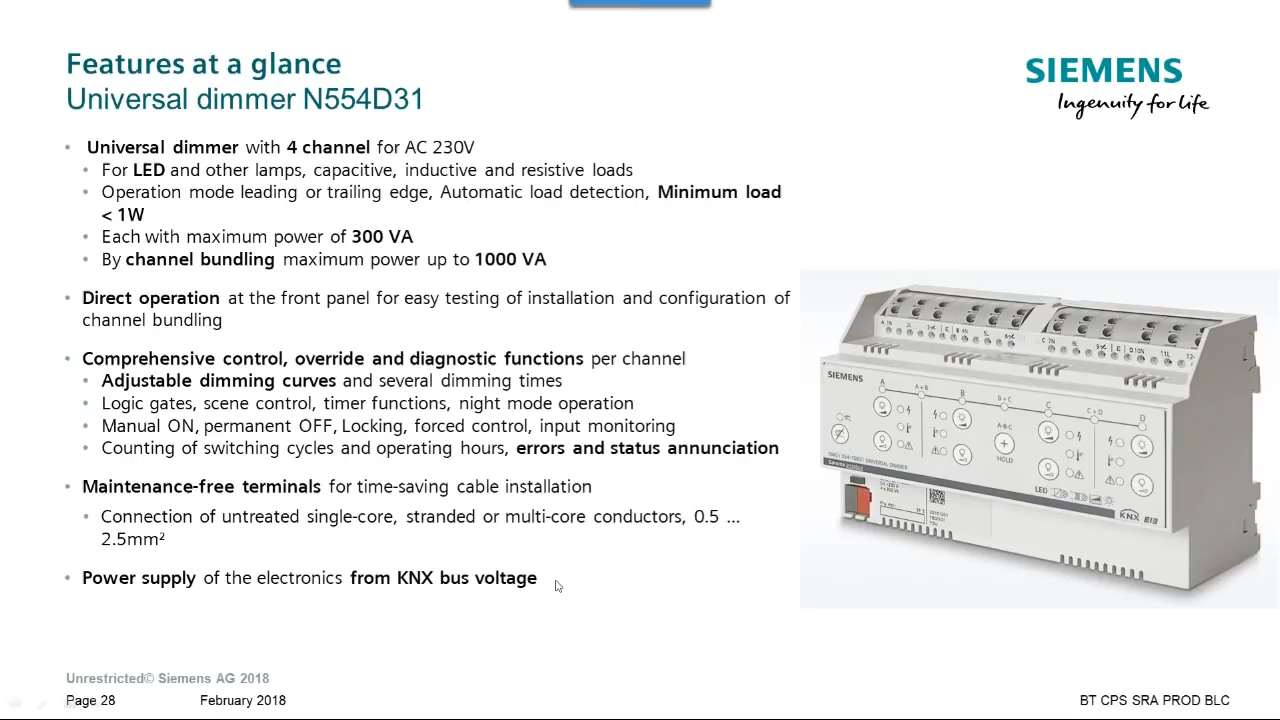 Features at a glance
Universal dimmer N554D31
SIEMENS
Ingenuity for life
• Universal dimmer with 4 channel for AC 230V
• For LED and other lamps, capacitive, inductive and resistive loads
• Operation mode leading or trailing edge, Automatic load detection, Minimum load
< 1W
• Each with maximum power of 300 VA
• By channel bundling maximum power up to 1000 VA
• Direct operation at the front panel for easy testing of installation and configuration of
channel bundling
• Comprehensive control, override and diagnostic functions per channel
• Adjustable dimming curves and several dimming times
• Logic gates, scene control, timer functions, night mode operation
• Manual ON, permanent OFF, Locking, forced control, input monitoring
• Counting of switching cycles and operating hours, errors and status annunciation
• Maintenance-free terminals for time-saving cable installation
• Connection of untreated single-core, stranded or multi-core conductors, 0.5 ...
2.5mm²
• Power supply of the electronics from KNX bus voltage
SIEMENS
A
A+B
B
B+C
C
C+D
D
A-B-C
HOLD
UNIVERSAL DIMMER
LED
KNX EIB
Unrestricted© Siemens AG 2018
Page 28
February 2018
BT CPS SRA PROD BLC